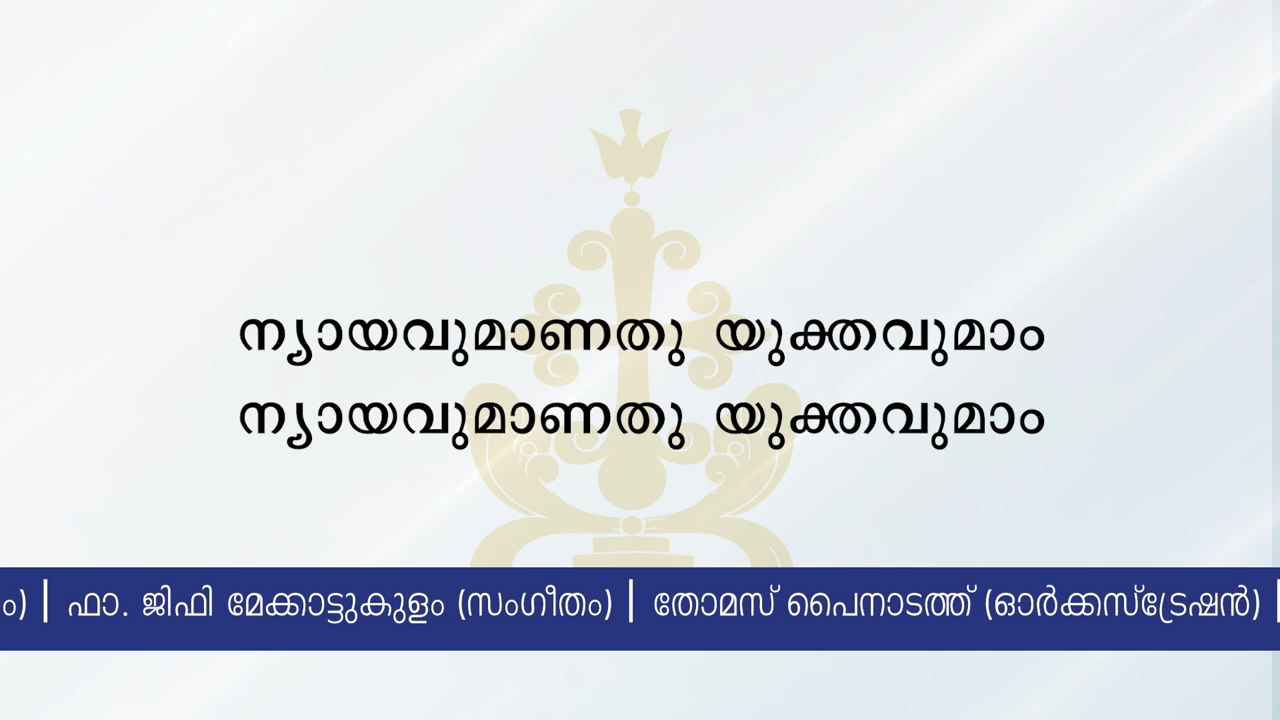 ന്യായവുമാണതു യുക്തവുമാം
ന്യായവുമാണതു യുക്തവുമാം
ം) | ഫാ. ജിഫി മേക്കാട്ടുകുളം (സംഗീതം) | തോമസ് പൈനാടത്ത് (ഓർക്കസ്ട്രേഷൻ) |